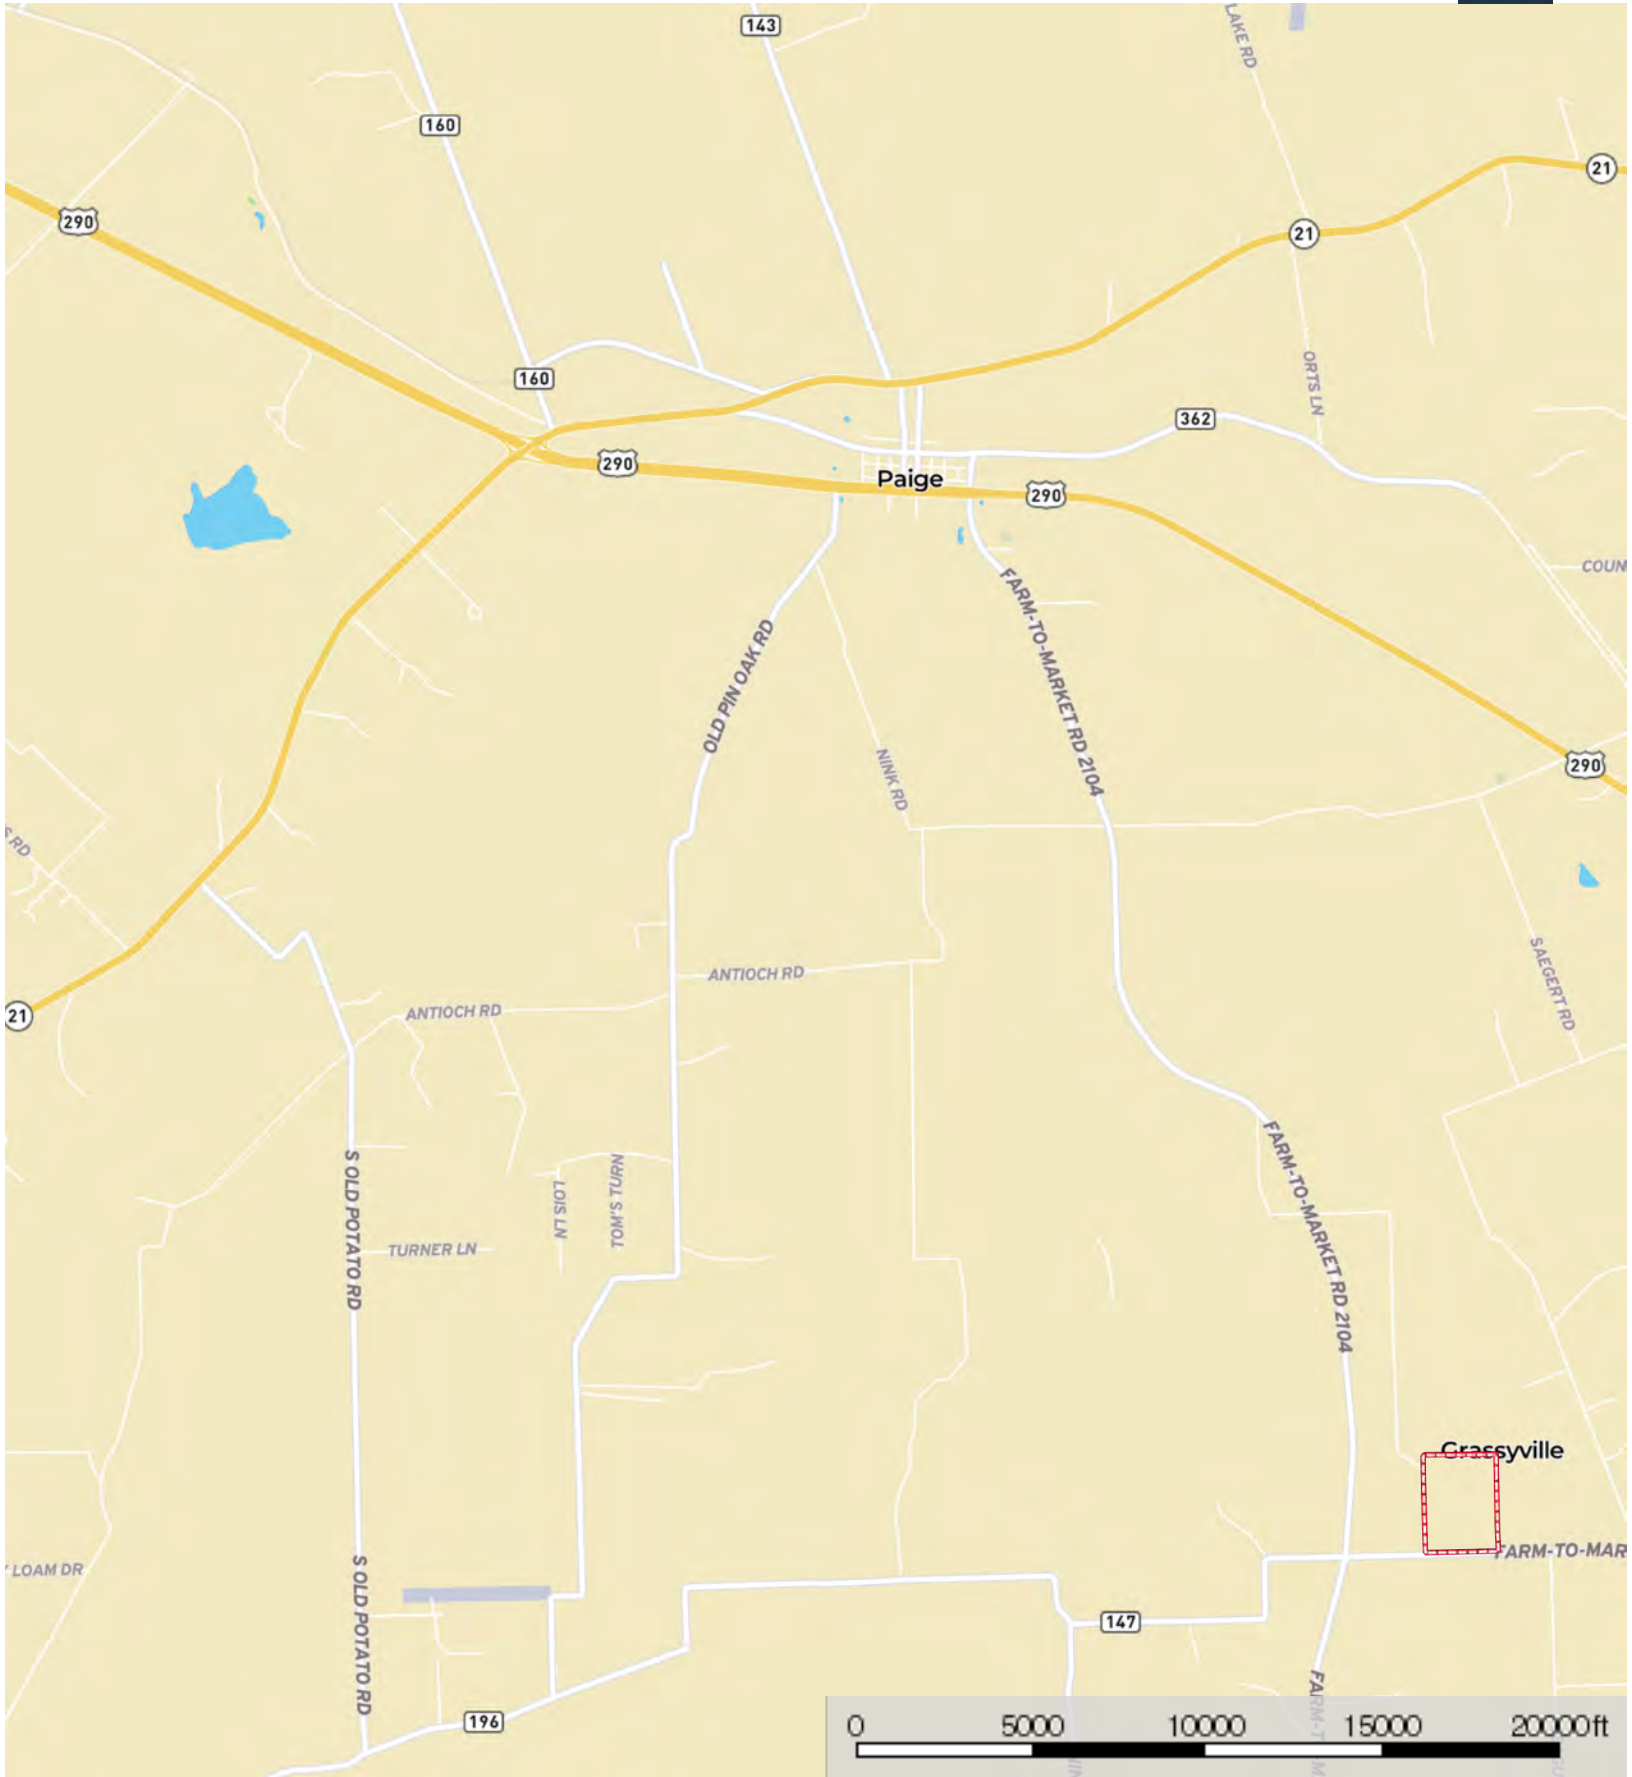 143
LAKE RD
160
21
290
21
ORTS LN
160
362
290
Paige
290
COUN
FARM-TO-MARKET RD 2104
OLD PIN OAK RD
NINK RD
290
S RD
SAEGERT RD
ANTIOCH RD
ANTIOCH RD
21
FARM-TO-MARKET RD 2104
S OLD POTATO RD
LOIS LN
TOM'S TURN
TURNER LN
Grassyville
FARM-TO-MAR
LOAM DR
S OLD POTATO RD
147
196
0 5000 10000 15000 20000ft